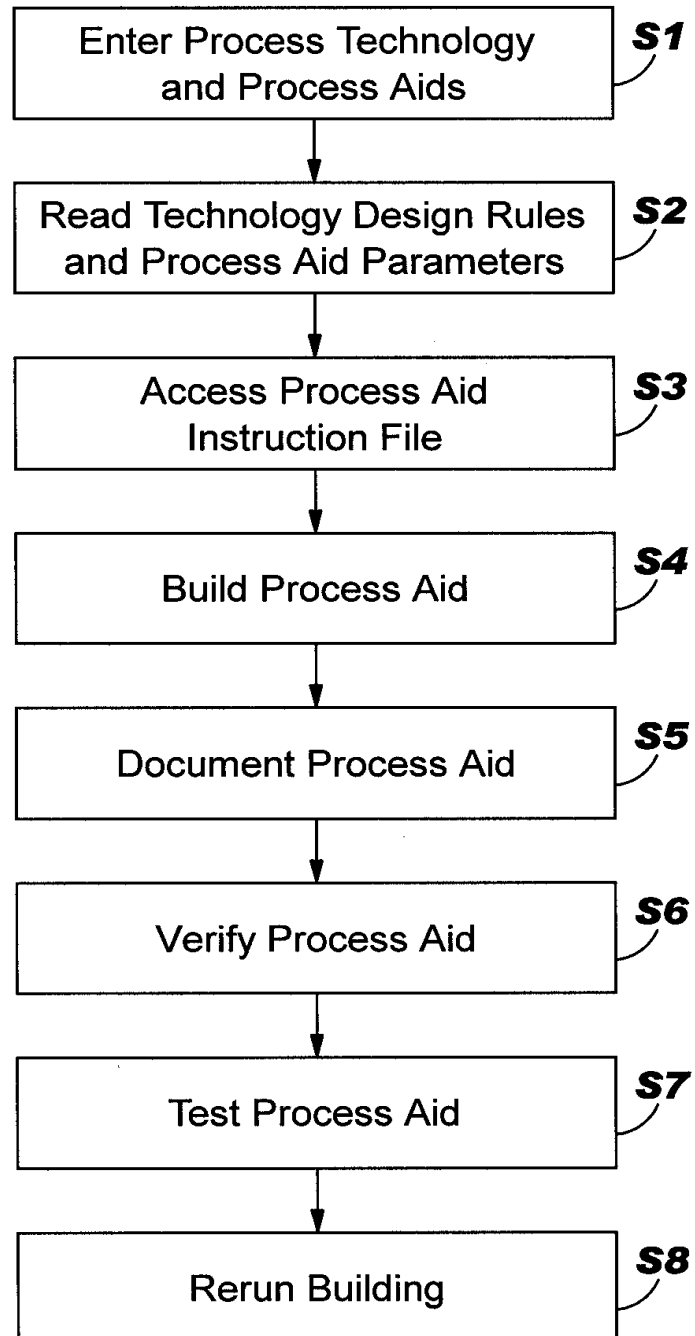 Enter Process Technology
and Process Aids
S1
Read Technology Design Rules
and Process Aid Parameters
S2
Access Process Aid
Instruction File
S3
Build Process Aid
S4
Document Process Aid
S5
Verify Process Aid
S6
Test Process Aid
S7
Rerun Building
S8